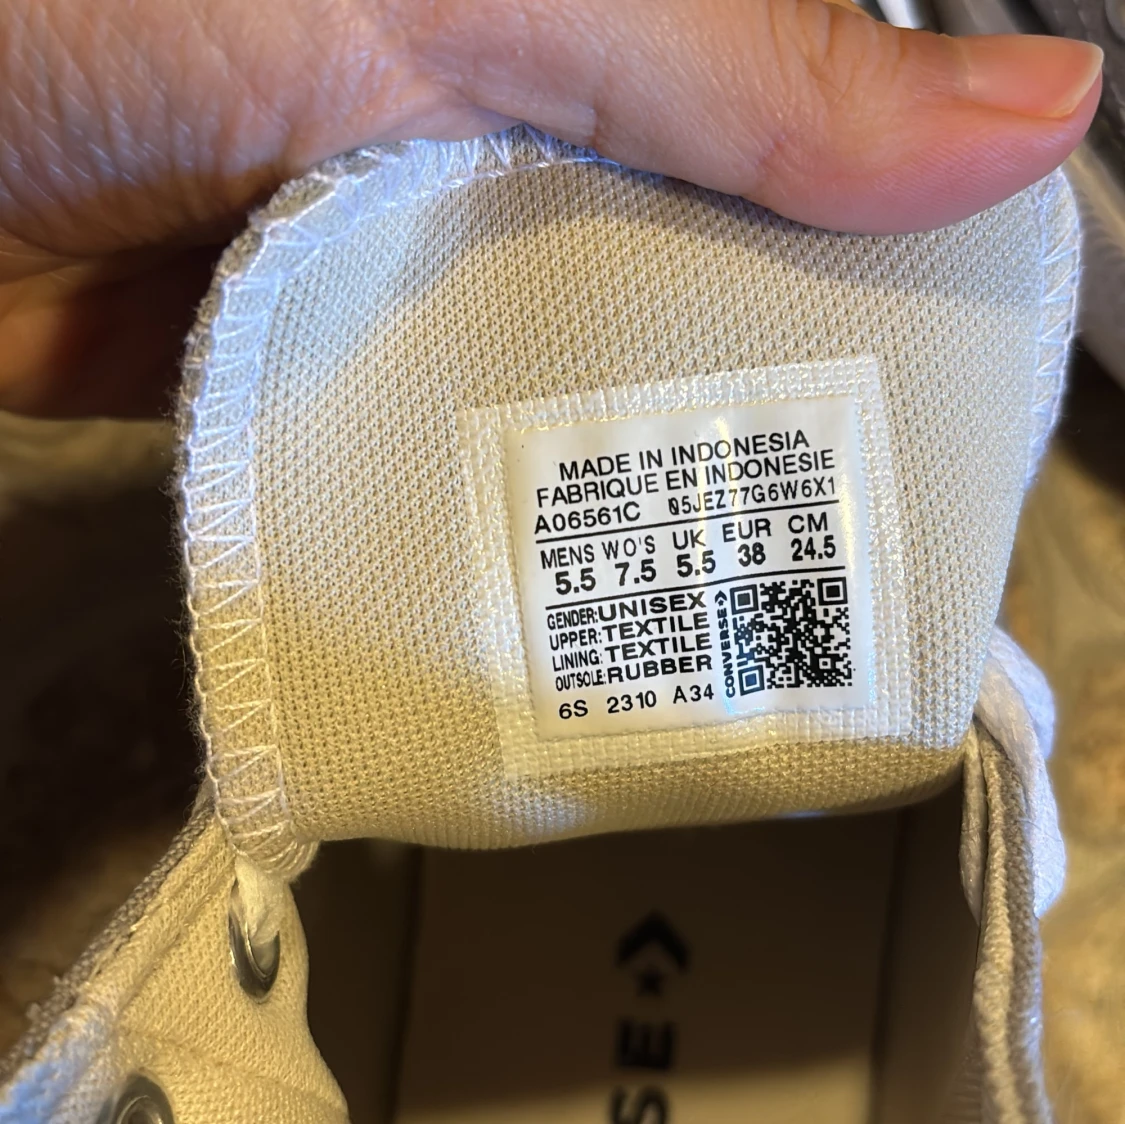 MADE IN INDONESIA
FABRIQUE EN INDONESIE
A06561C 05JEZ77G6W6X1
MENS WO'S UK EUR CM
5.5 7.5 5.5 38 24.5
GENDER:UNISEX
UPPER:TEXTILE
LINING:TEXTILE
OUTSOLE:RUBBER
CONVERSE
6S 2310 A34
SE